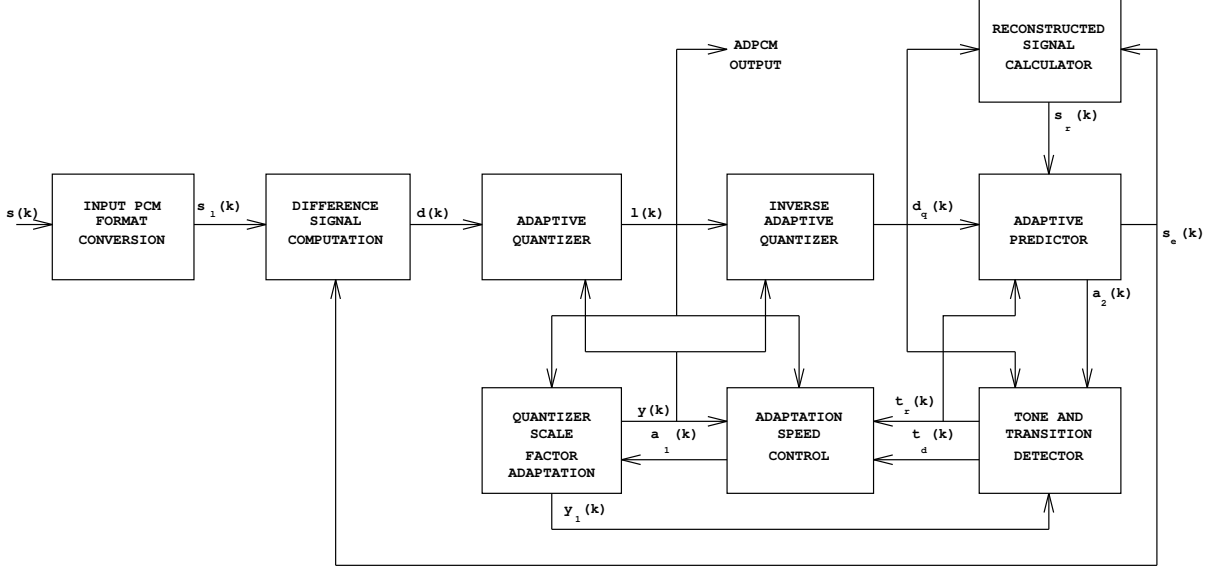 RECONSTRUCTED
SIGNAL
CALCULATOR
ADPCM
OUTPUT
s_r(k)
s(k)
INPUT PCM
FORMAT
CONVERSION
s_l(k)
DIFFERENCE
SIGNAL
COMPUTATION
d(k)
ADAPTIVE
QUANTIZER
l(k)
INVERSE
ADAPTIVE
QUANTIZER
d_q(k)
ADAPTIVE
PREDICTOR
s_e(k)
a_2(k)
QUANTIZER
SCALE
FACTOR
ADAPTATION
y(k)
a_l(k)
ADAPTATION
SPEED
CONTROL
t_r(k)
t_d(k)
TONE AND
TRANSITION
DETECTOR
y_l(k)